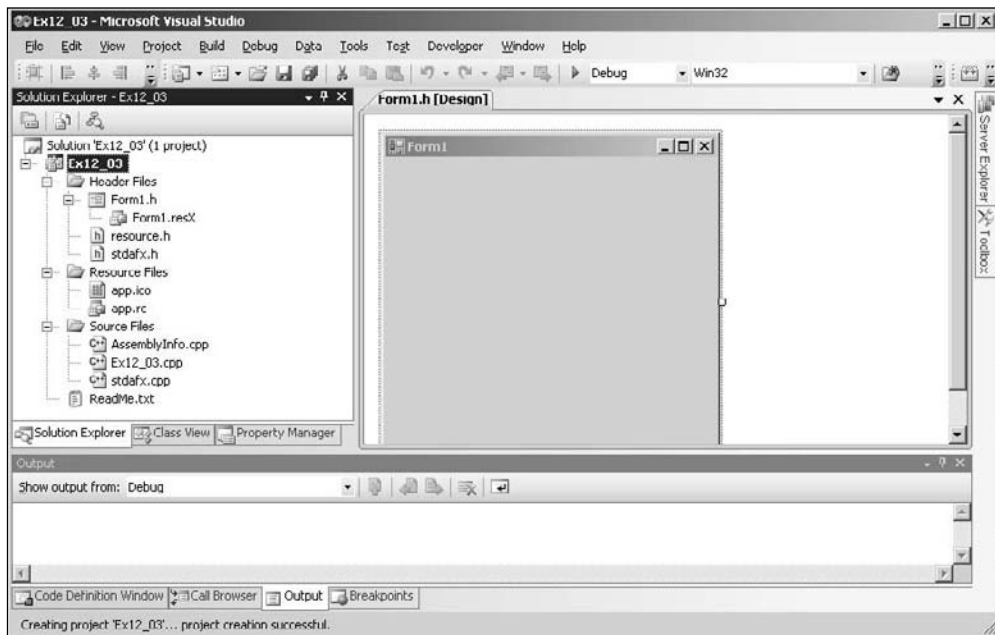 Ex12_03 - Microsoft Visual Studio
File Edit View Project Build Debug Data Tools Test Developer Window Help
Debug Win32
Solution Explorer - Ex12_03
Form1.h [Design]
Solution 'Ex12_03' (1 project)
Ex12_03
Header Files
Form1.h
Form1.resX
resource.h
stdafx.h
Resource Files
app.ico
app.rc
Source Files
AssemblyInfo.cpp
Ex12_03.cpp
stdafx.cpp
ReadMe.txt
Form1
Server Explorer
Toolbox
Solution Explorer Class View Property Manager
Output
Show output from: Debug
Code Definition Window Call Browser Output Breakpoints
Creating project 'Ex12_03'... project creation successful.